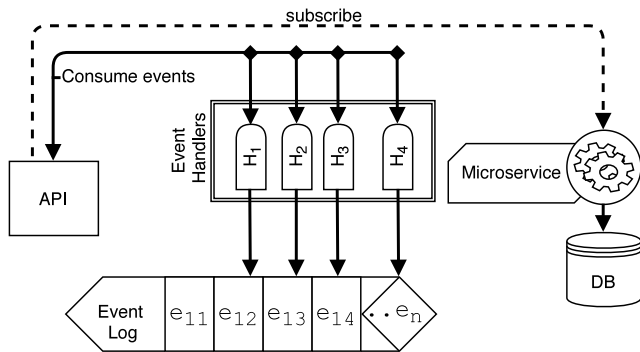 subscribe
Consume events
Event
Handlers
H1
H2
H3
H4
API
Microservice
DB
Event
Log
e11
e12
e13
e14
..en